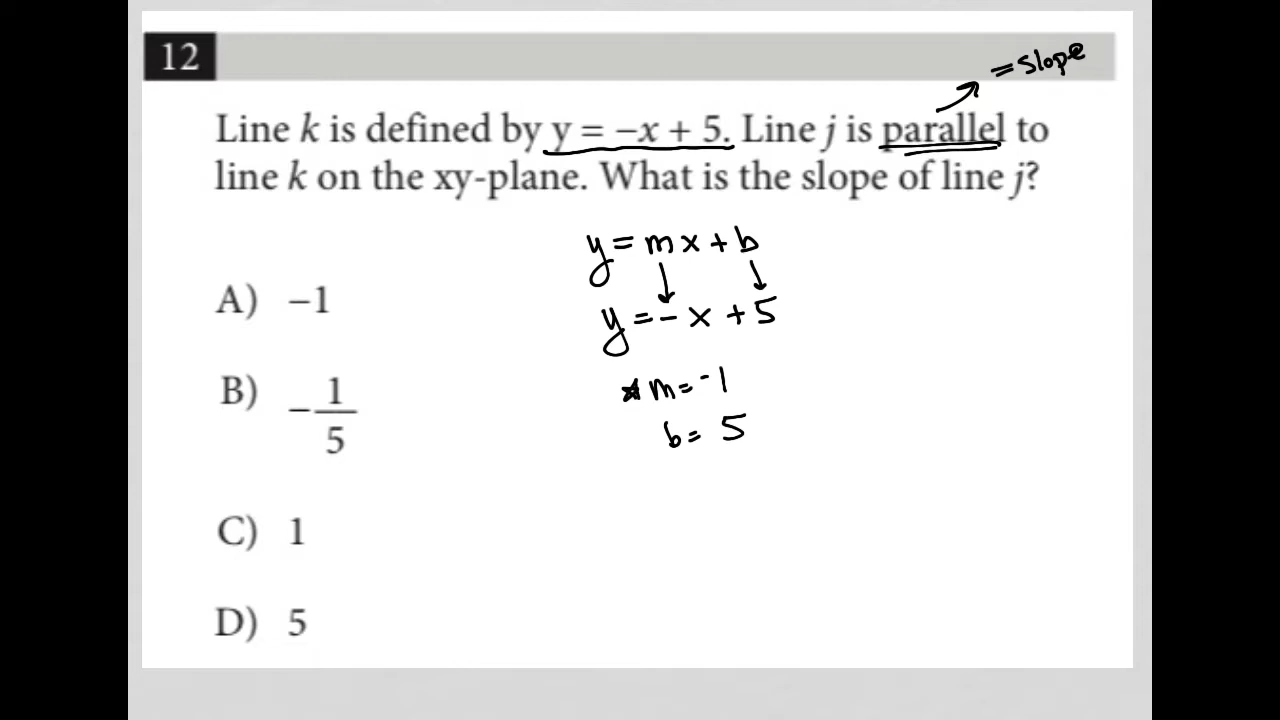 12
= slope
Line k is defined by y = −x + 5. Line j is parallel to
line k on the xy-plane. What is the slope of line j?
y = mx + b
y = - x + 5
* m = -1
b = 5
A) −1
B) −1/5
C) 1
D) 5